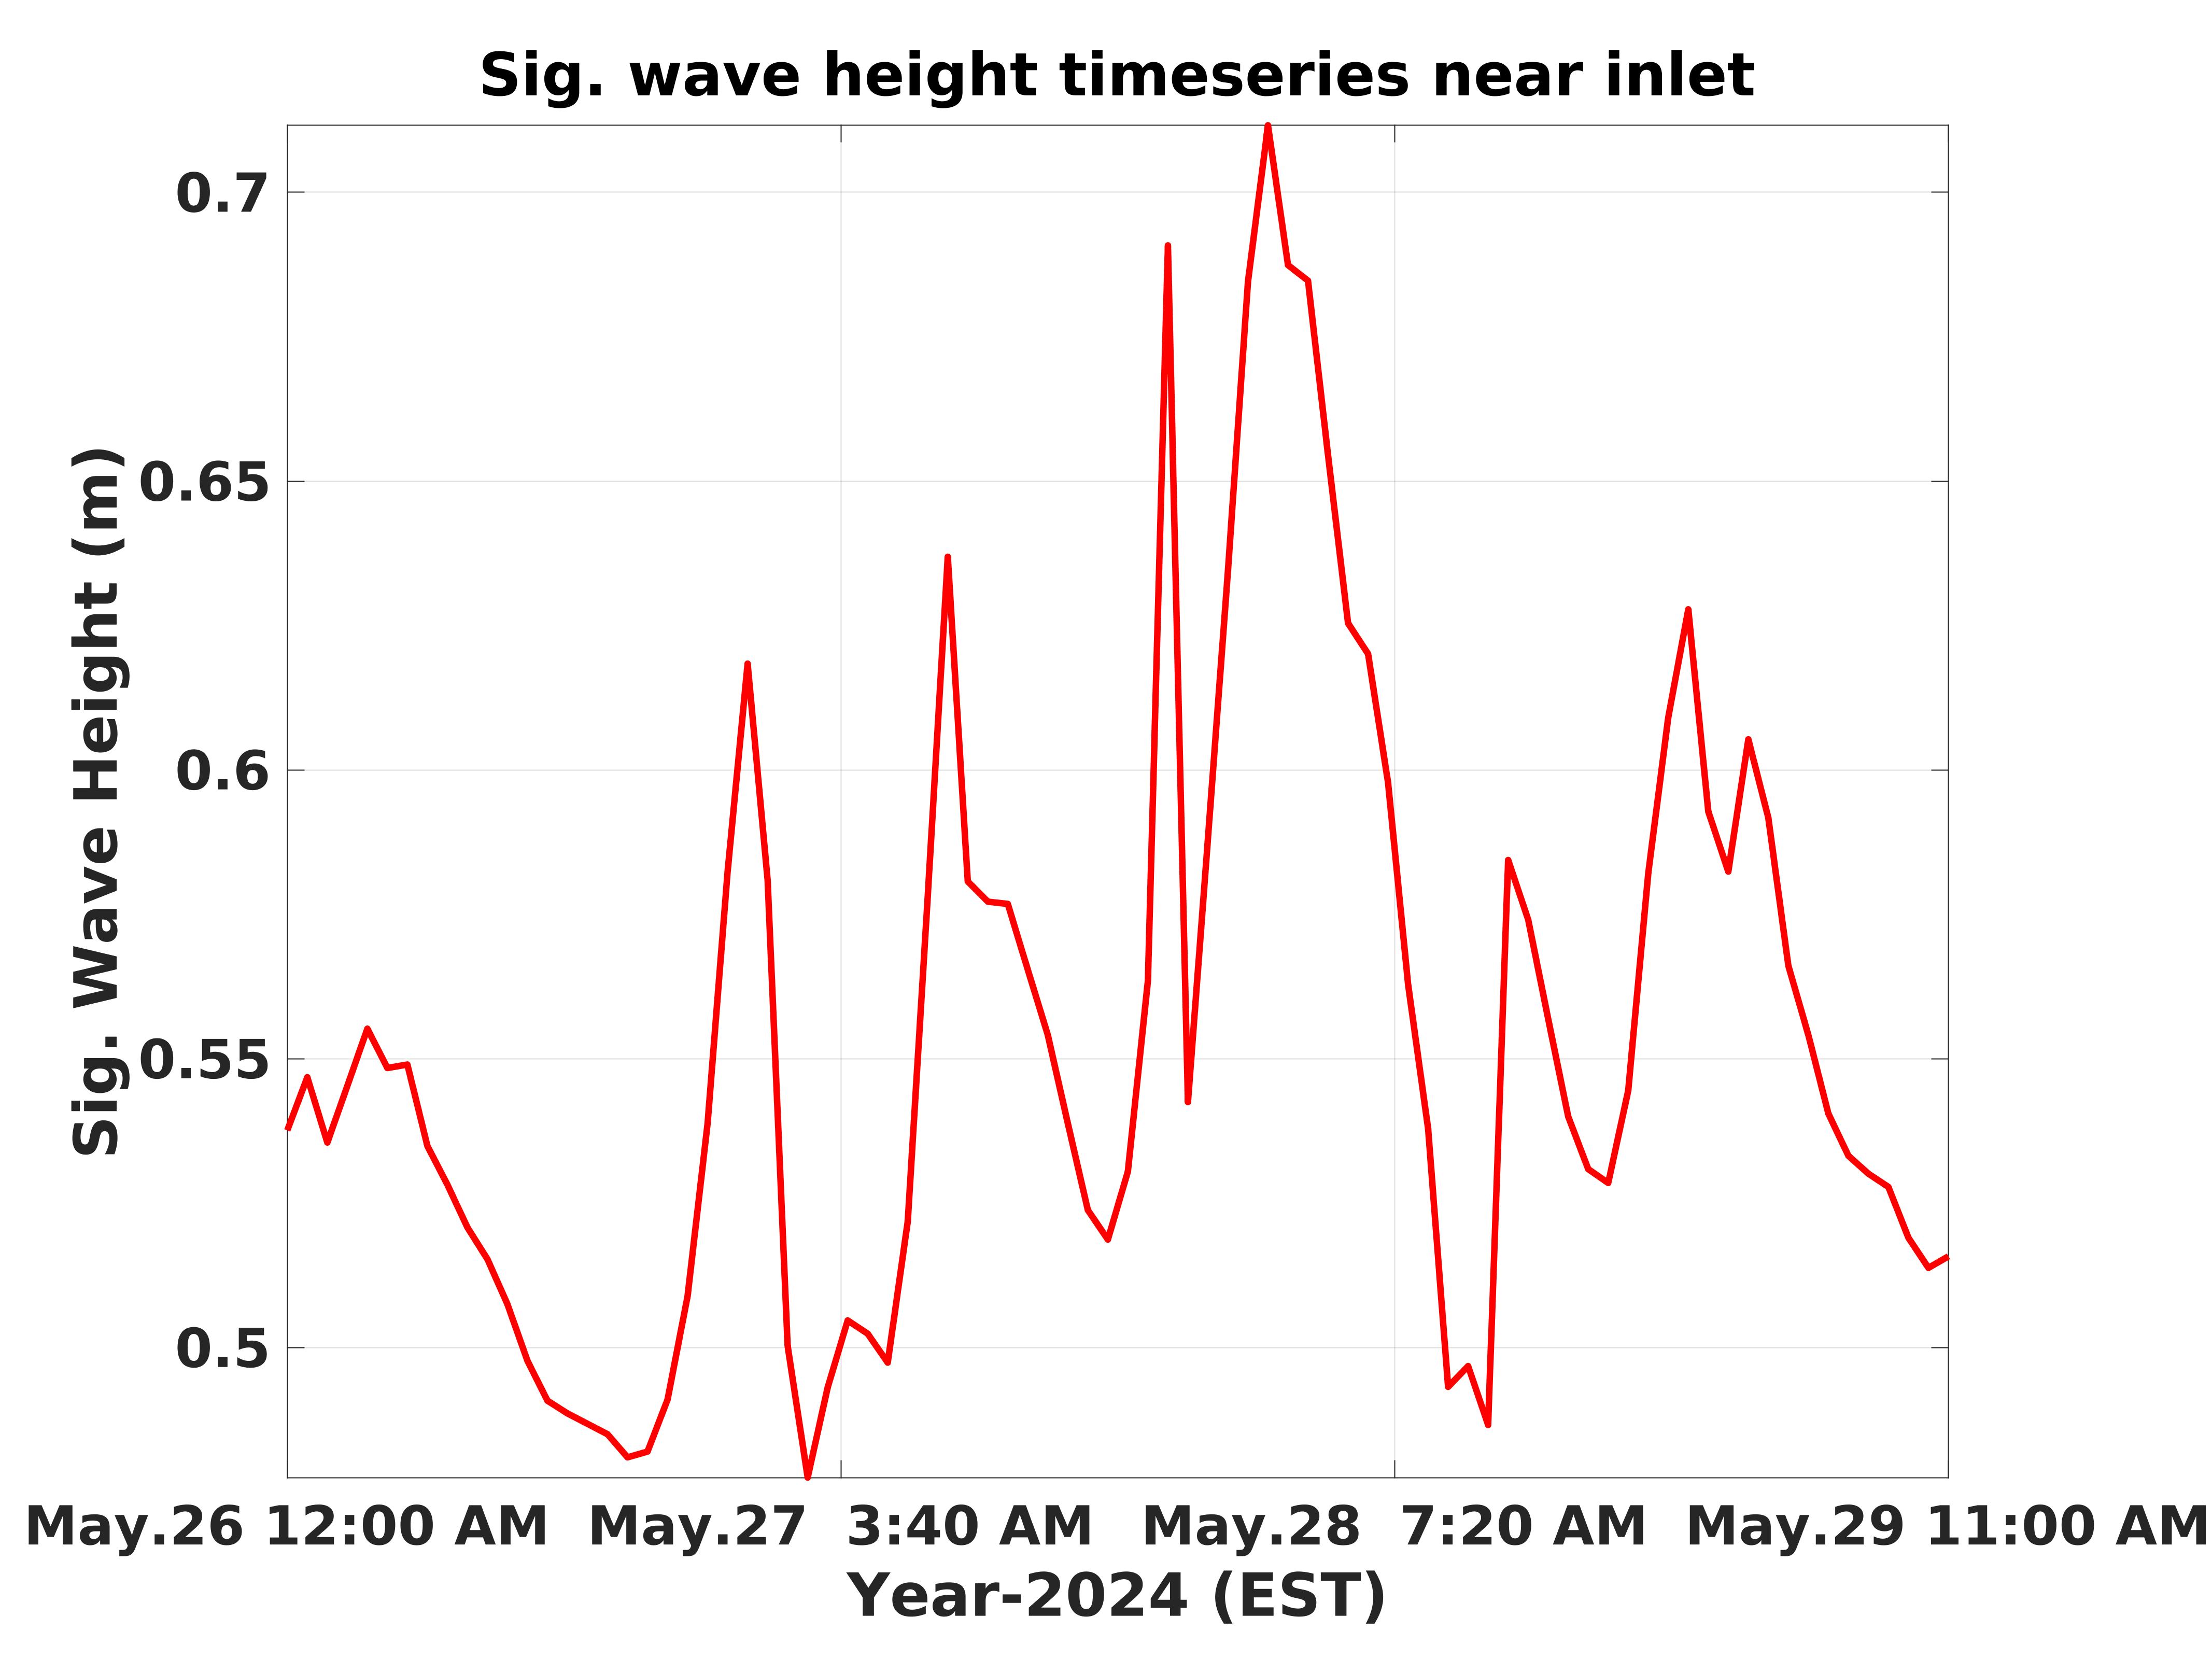 Sig. wave height timeseries near inlet
Sig. Wave Height (m)
0.7
0.65
0.6
0.55
0.5
May.26 12:00 AM May.27 3:40 AM May.28 7:20 AM May.29 11:00 AM
Year-2024 (EST)